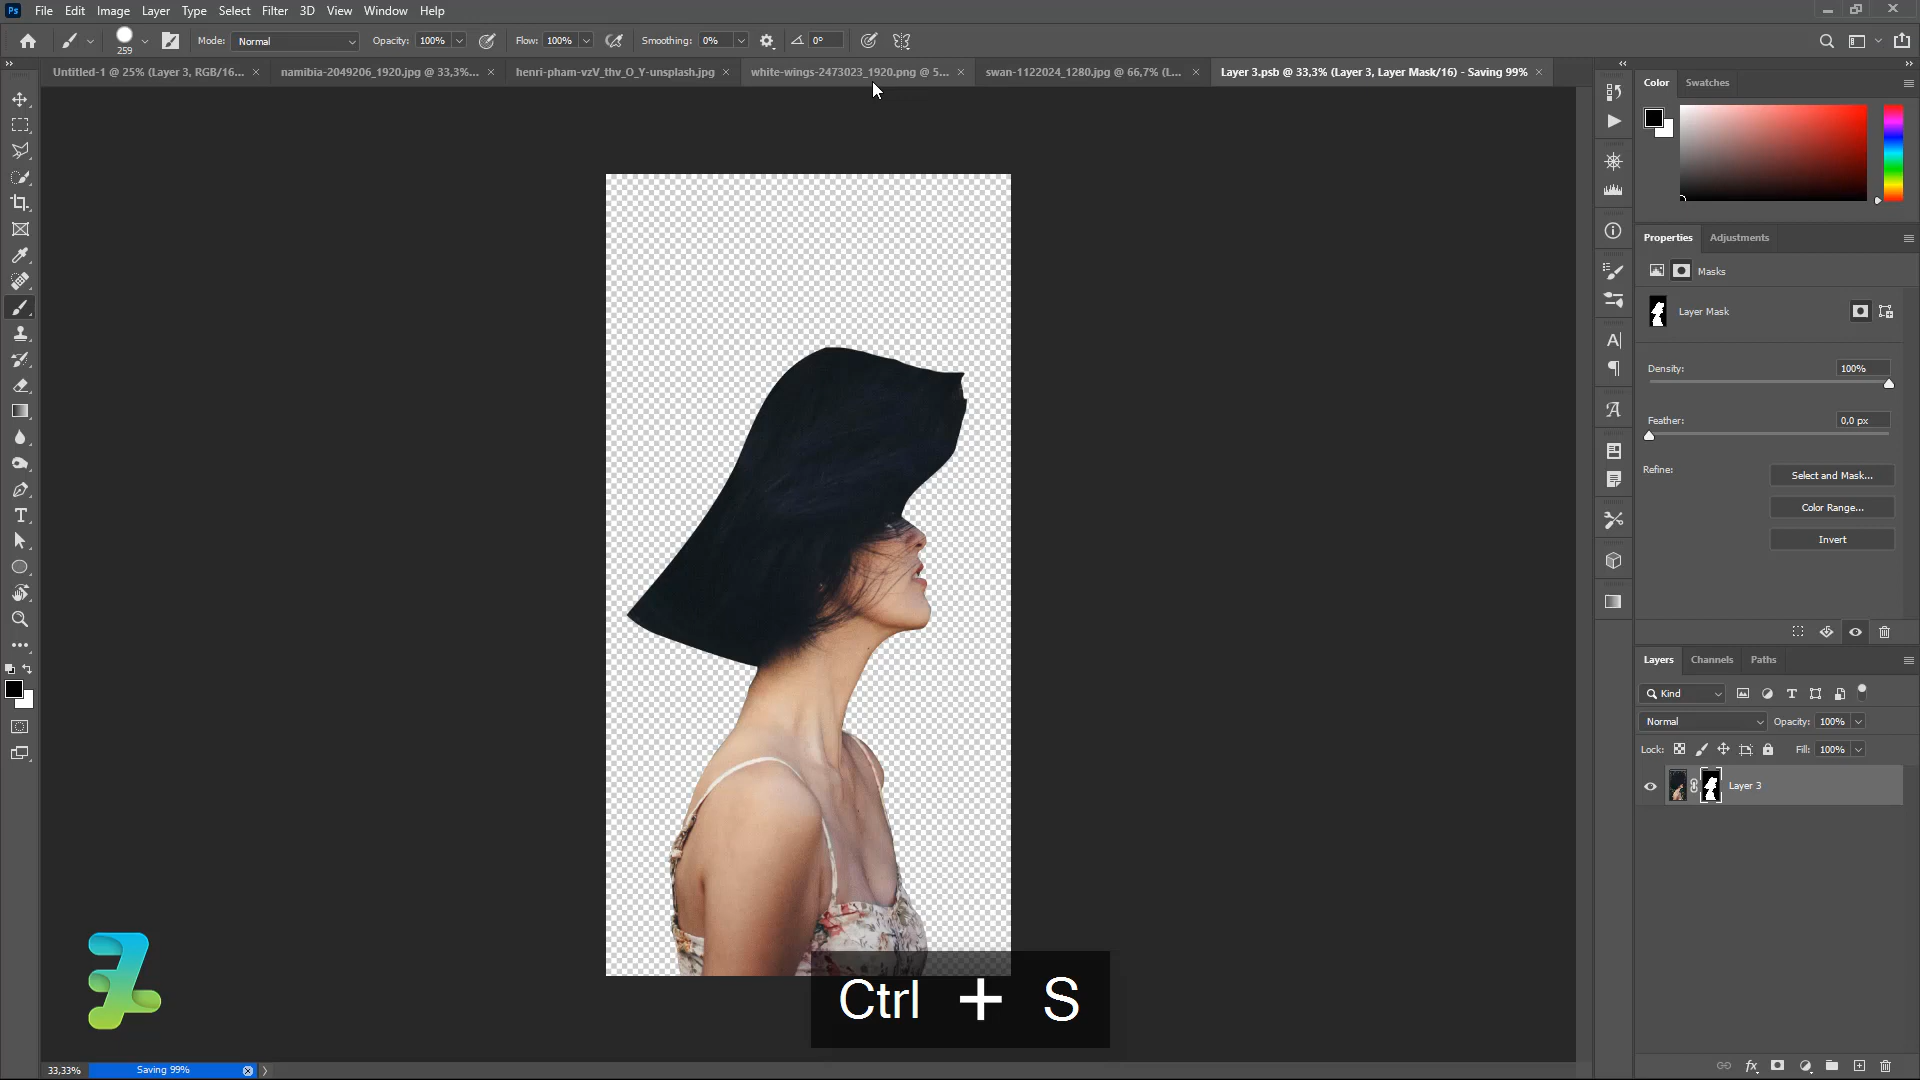 Ps File Edit Image Layer Type Select Filter 3D View Window Help
259 Mode: Normal Opacity: 100% Flow: 100% Smoothing: 0% 0°
Untitled-1 @ 25% (Layer 3, RGB/16... namibia-2049206_1920.jpg @ 33,3%... henri-pham-vzV_thv_O_Y-unsplash.jpg white-wings-2473023_1920.png @ 5... swan-1122024_1280.jpg @ 66,7% (L... Layer 3.psb @ 33,3% (Layer 3, Layer Mask/16) - Saving 99%
Color Swatches
Properties Adjustments
Masks
Layer Mask
Density: 100%
Feather: 0,0 px
Refine: Select and Mask...
Color Range...
Invert
Layers Channels Paths
Kind
Normal Opacity: 100%
Lock: Fill: 100%
Layer 3
Ctrl + S
33,33% Saving 99%